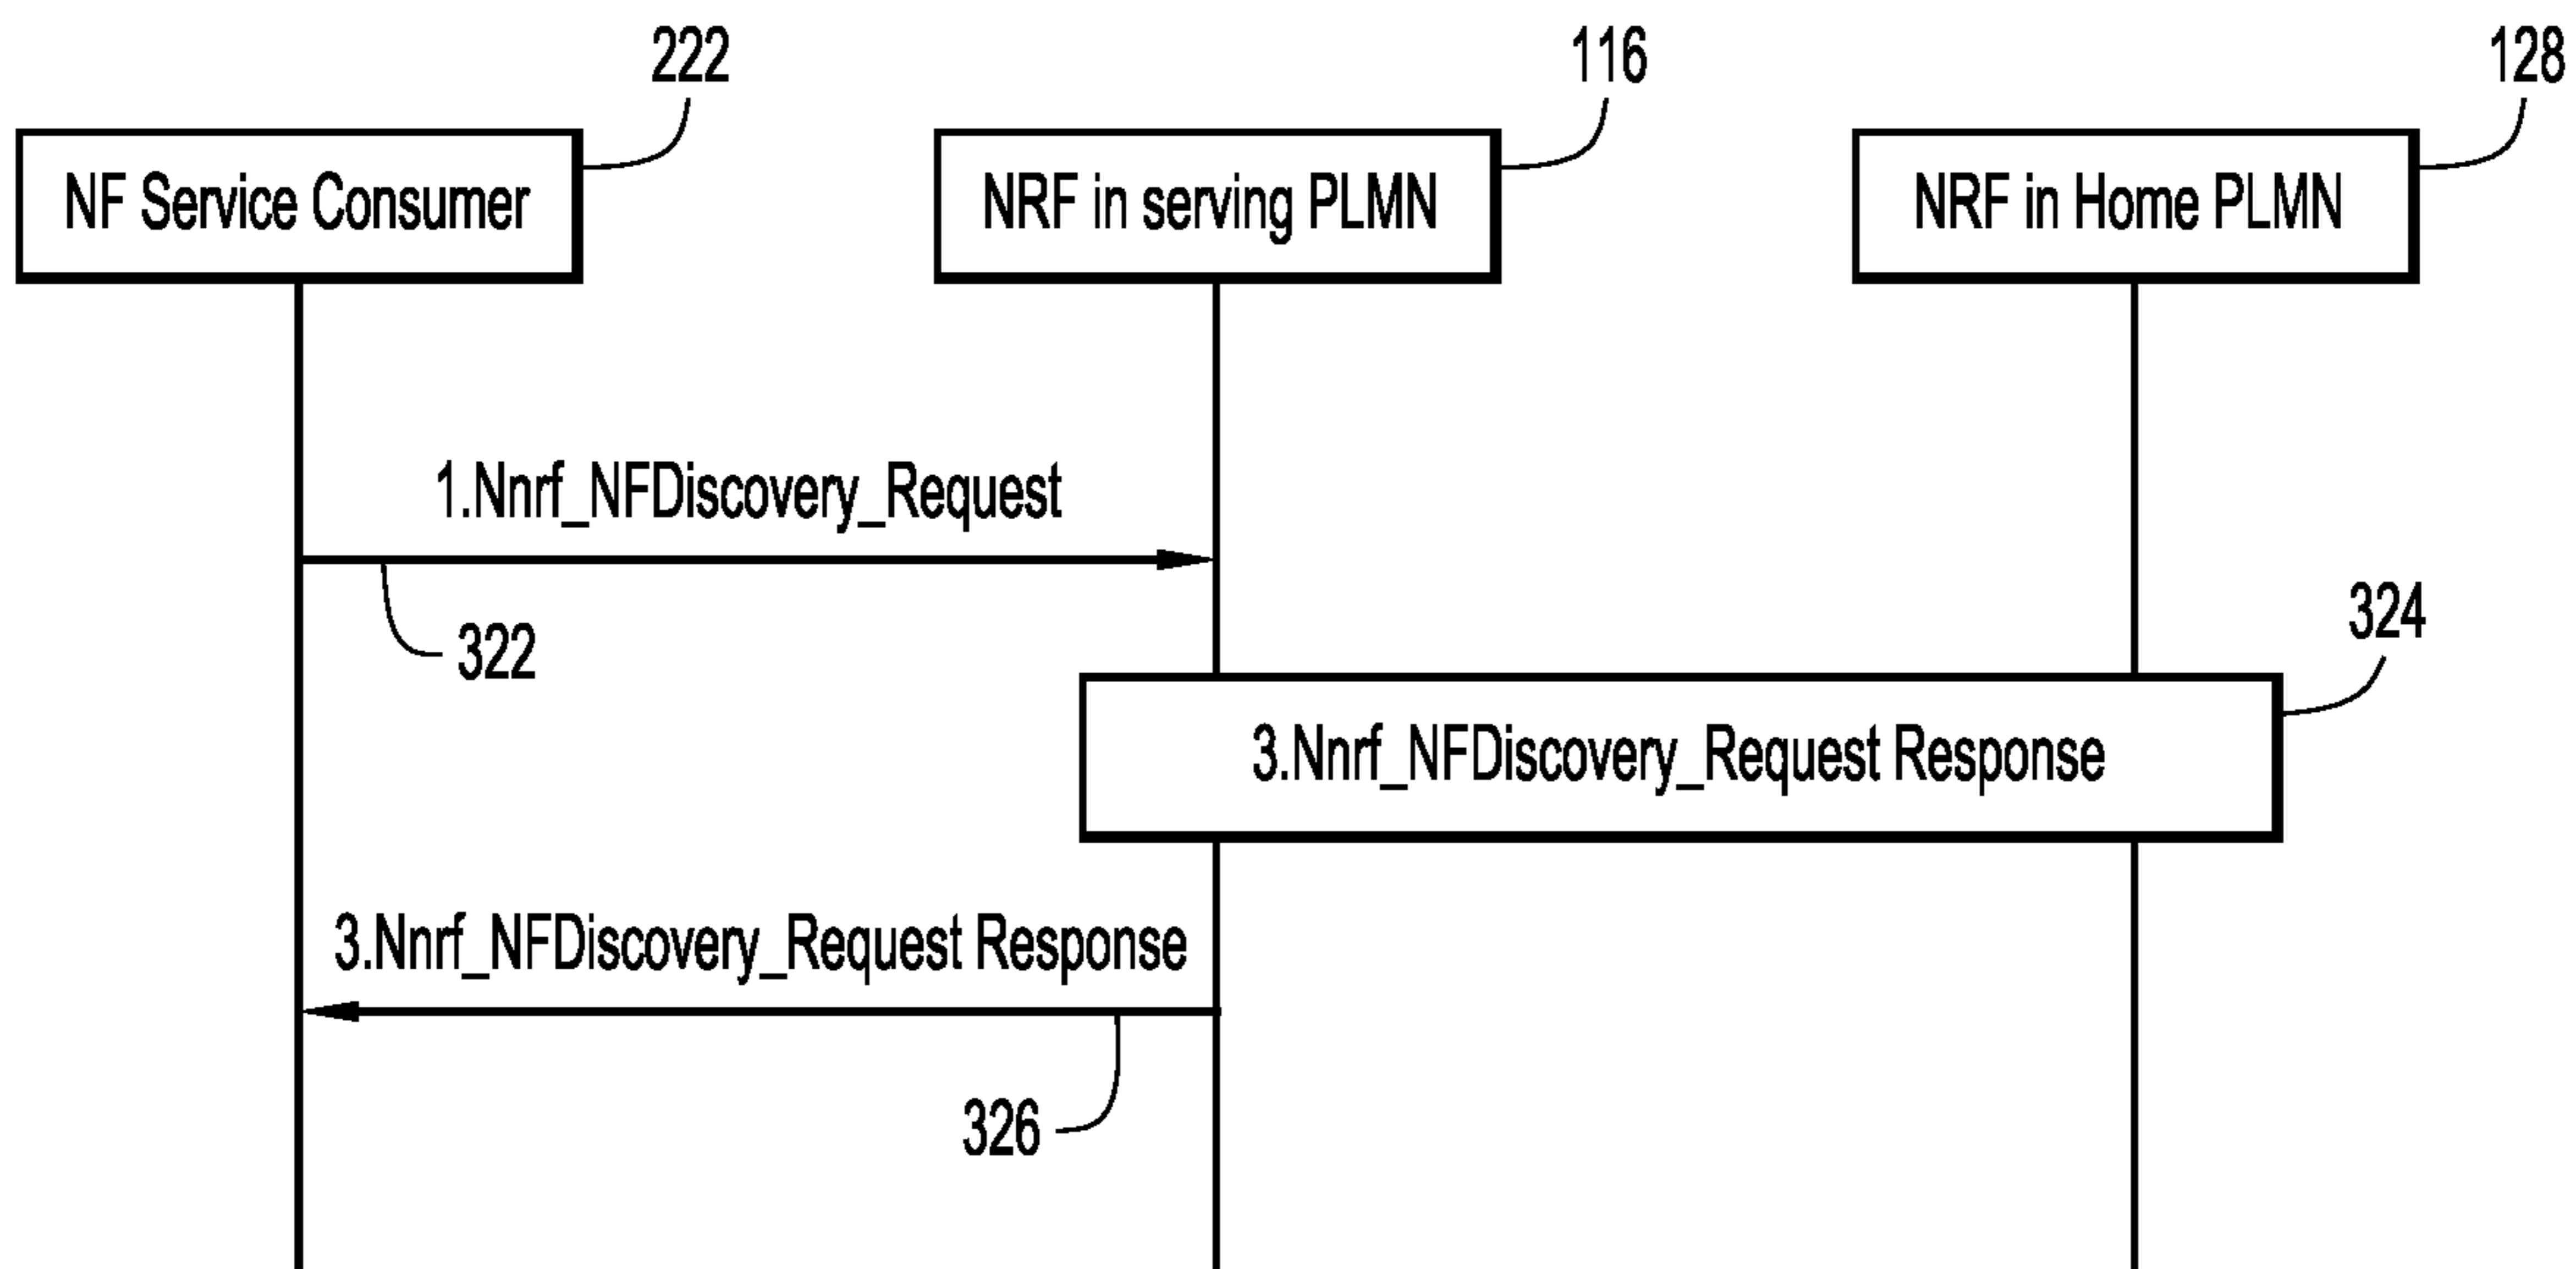 222
116
128
NF Service Consumer
NRF in serving PLMN
NRF in Home PLMN
1.Nnrf_NFDiscovery_Request
322
324
3.Nnrf_NFDiscovery_Request Response
3.Nnrf_NFDiscovery_Request Response
326